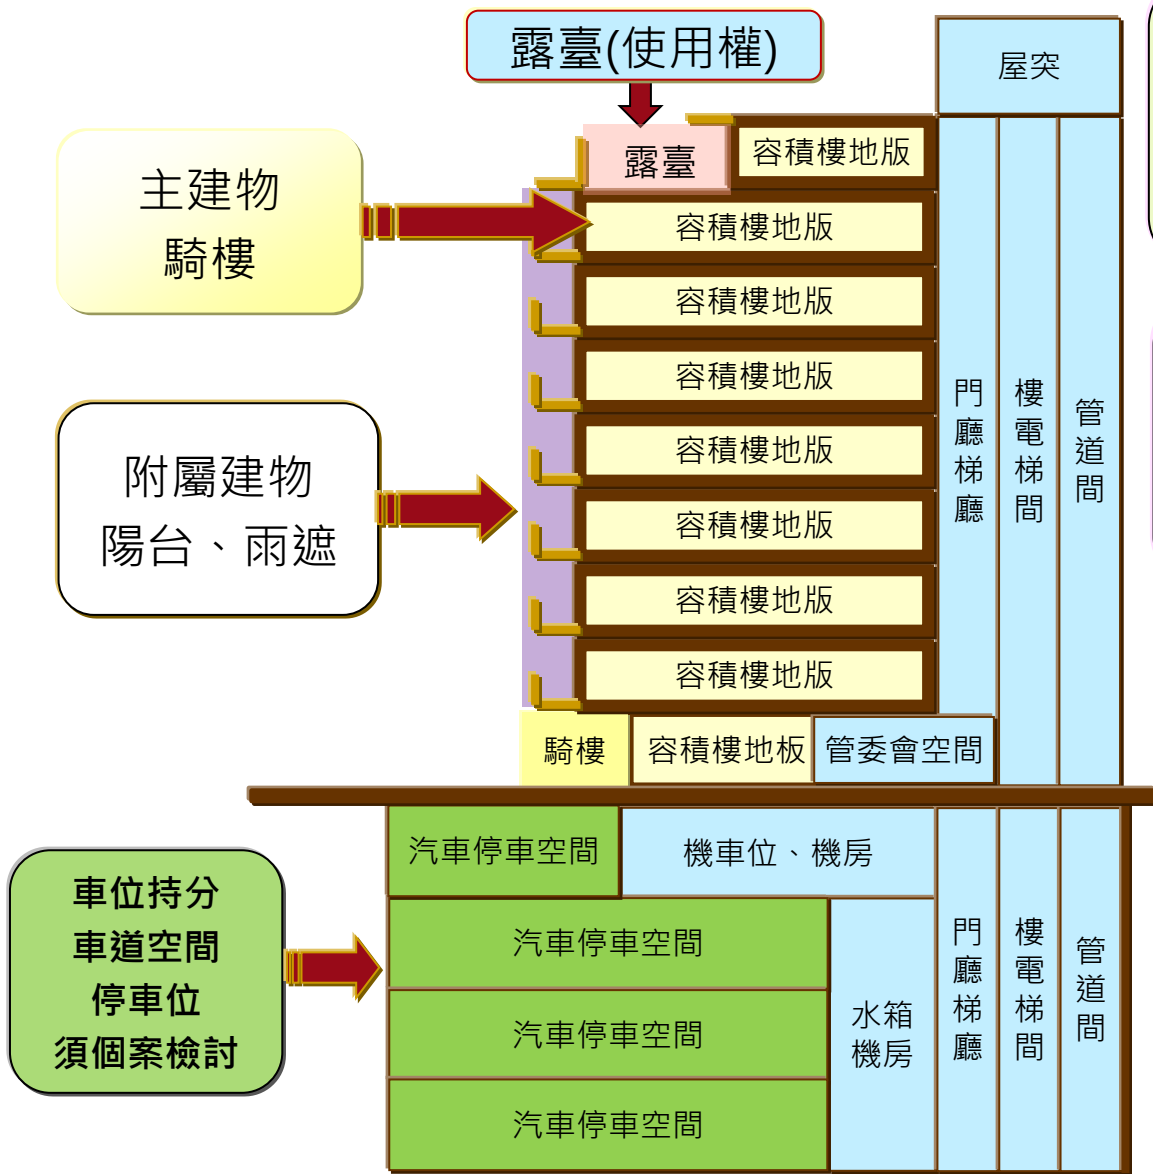 露臺(使用權)
屋突
主建物
騎樓
露臺
容積樓地版
容積樓地版
容積樓地版
容積樓地版
容積樓地版
容積樓地版
容積樓地版
容積樓地版
門廳梯廳
樓電梯間
管道間
附屬建物
陽台、雨遮
騎樓
容積樓地板
管委會空間
汽車停車空間
機車位、機房
車位持分
車道空間
停車位
須個案檢討
汽車停車空間
汽車停車空間
汽車停車空間
水箱
機房
門廳梯廳
樓電梯間
管道間